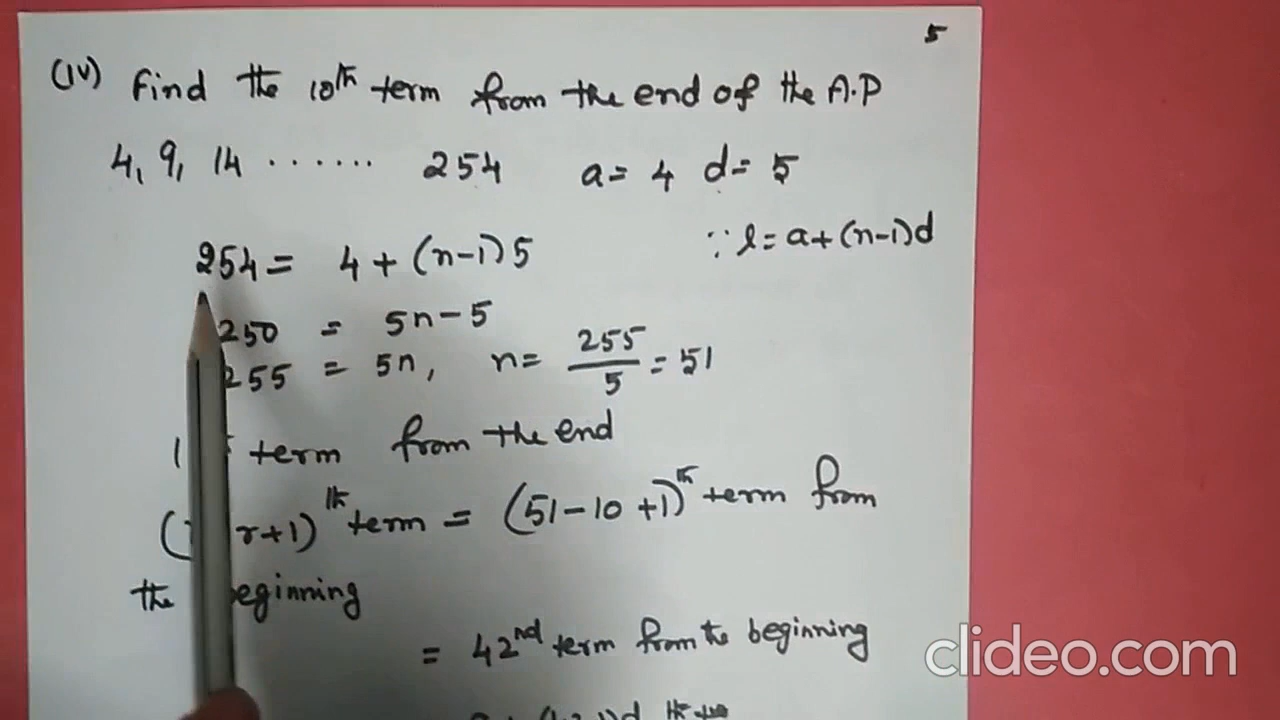 5
(IV) Find the 10th term from the end of the A.P
4, 9, 14 ...... 254 a = 4 d = 5
254 = 4 + (n-1)5 ∵ l = a + (n-1)d
250 = 5n - 5
255 = 5n, n = 255/5 = 51
term from the end
r+1)th term = (51-10+1)th term from
the beginning
= 42nd term from the beginning
clideo.com